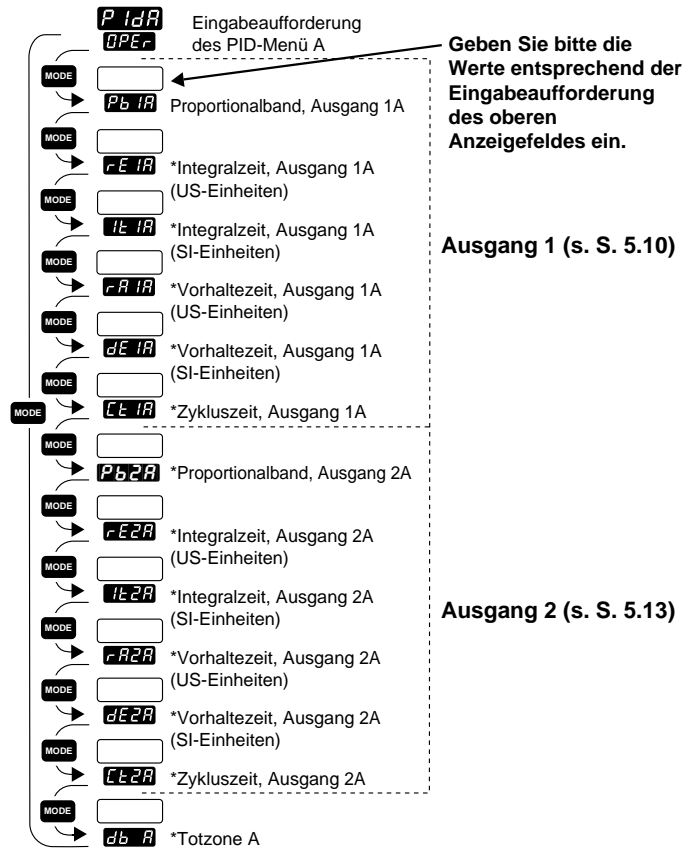 PIdA
OPEr
Eingabeaufforderung
des PID-Menü A
Geben Sie bitte die
Werte entsprechend der
Eingabeaufforderung
des oberen
Anzeigefeldes ein.
MODE
Pb1A
Proportionalband, Ausgang 1A
MODE
rE1A
*Integralzeit, Ausgang 1A
(US-Einheiten)
MODE
It1A
*Integralzeit, Ausgang 1A
(SI-Einheiten)
Ausgang 1 (s. S. 5.10)
MODE
rA1A
*Vorhaltezeit, Ausgang 1A
(US-Einheiten)
MODE
dE1A
*Vorhaltezeit, Ausgang 1A
(SI-Einheiten)
MODE
Ct1A
*Zykluszeit, Ausgang 1A
MODE
MODE
Pb2A
*Proportionalband, Ausgang 2A
MODE
rE2A
*Integralzeit, Ausgang 2A
(US-Einheiten)
MODE
It2A
*Integralzeit, Ausgang 2A
(SI-Einheiten)
Ausgang 2 (s. S. 5.13)
MODE
rA2A
*Vorhaltezeit, Ausgang 2A
(US-Einheiten)
MODE
dE2A
*Vorhaltezeit, Ausgang 2A
(SI-Einheiten)
MODE
Ct2A
*Zykluszeit, Ausgang 2A
MODE
db A
*Totzone A